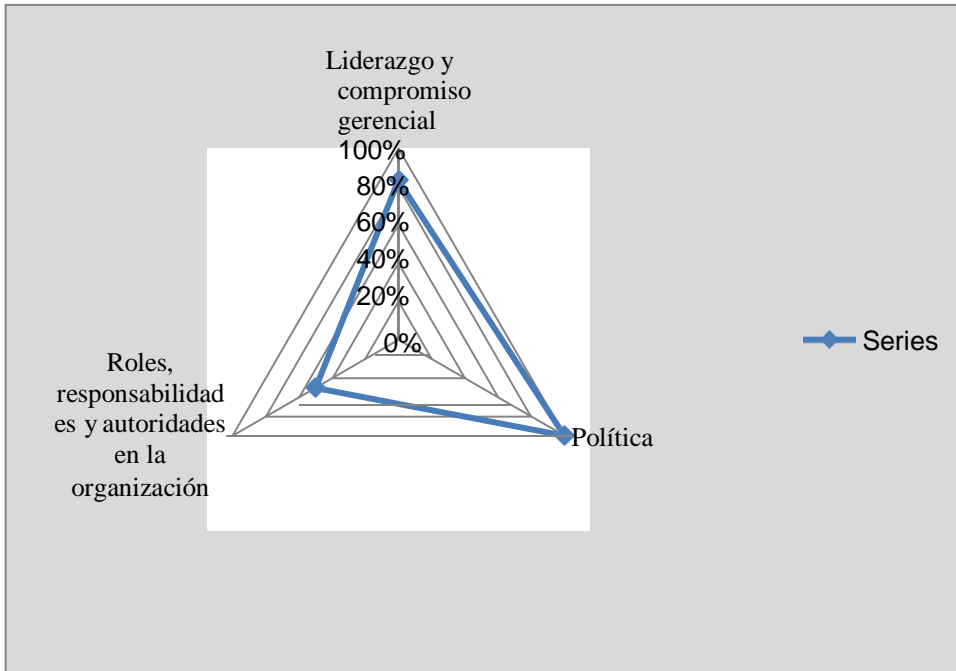 Liderazgo y
compromiso
gerencial
100%
80%
60%
40%
20%
0%
Roles,
responsabilidad
es y autoridades
en la
organización
Política
Series